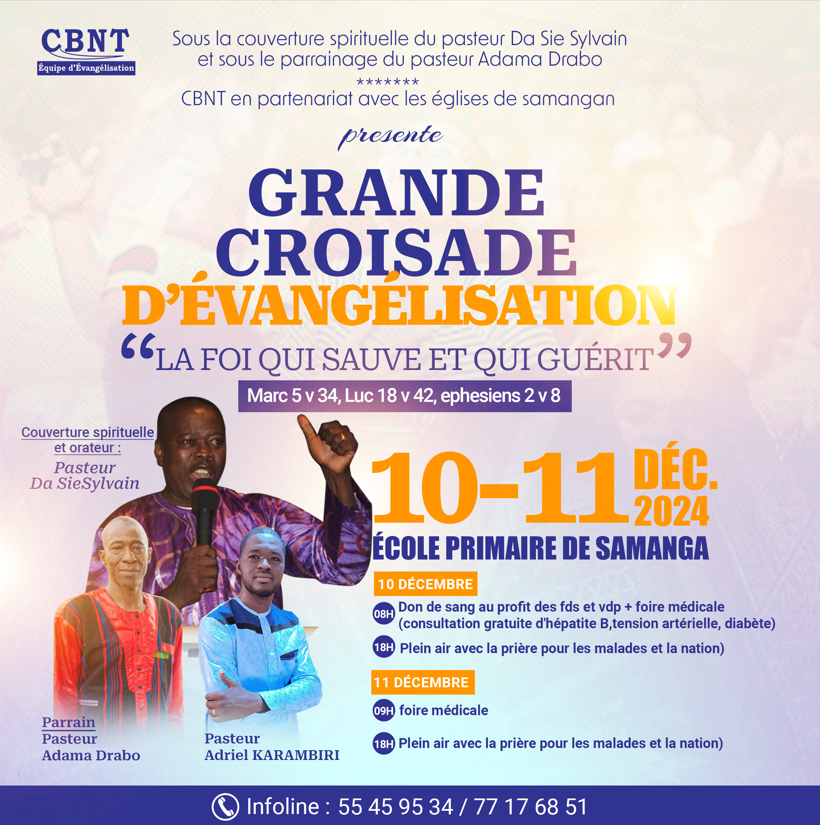 CBNT
Équipe d'Évangélisation
Sous la couverture spirituelle du pasteur Da Sie Sylvain
et sous le parrainage du pasteur Adama Drabo
*******
CBNT en partenariat avec les églises de samangan
presente
GRANDE
CROISADE
D'ÉVANGÉLISATION
“LA FOI QUI SAUVE ET QUI GUÉRIT”
Marc 5 v 34, Luc 18 v 42, ephesiens 2 v 8
Couverture spirituelle
et orateur :
Pasteur
Da SieSylvain
10-11 DÉC.
2024
ÉCOLE PRIMAIRE DE SAMANGA
10 DÉCEMBRE
08H Don de sang au profit des fds et vdp + foire médicale
(consultation gratuite d'hépatite B,tension artérielle, diabète)
18H Plein air avec la prière pour les malades et la nation)
11 DÉCEMBRE
09H foire médicale
18H Plein air avec la prière pour les malades et la nation)
Parrain
Pasteur
Adama Drabo
Pasteur
Adriel KARAMBIRI
Infoline : 55 45 95 34 / 77 17 68 51